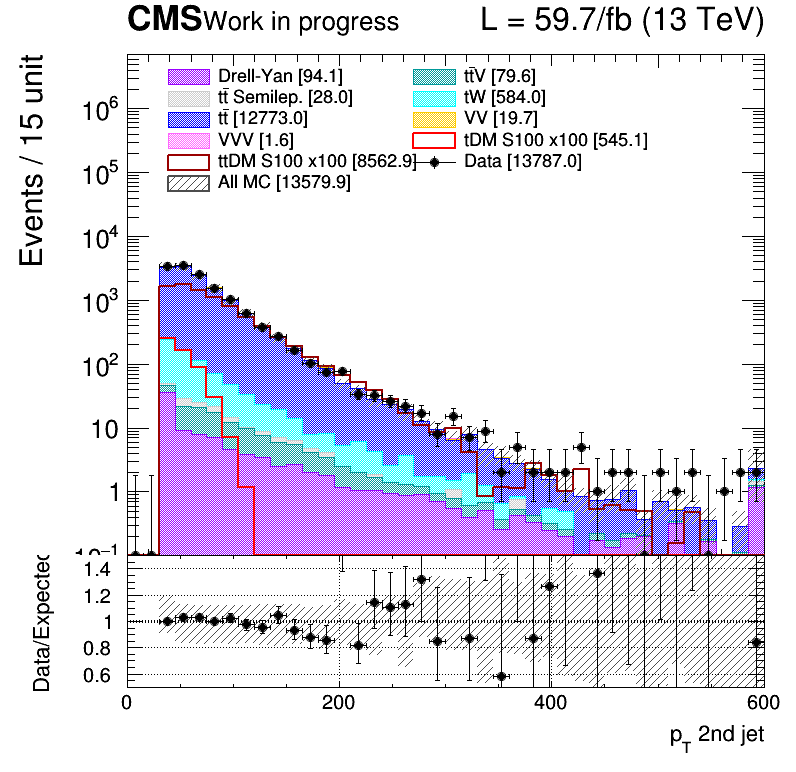 CMS Work in progress L = 59.7/fb (13 TeV)
Events / 15 unit
Drell-Yan [94.1] tt̄V [79.6]
tt̄ Semilep. [28.0] tW [584.0]
tt̄ [12773.0] VV [19.7]
VVV [1.6] tDM S100 x100 [545.1]
ttDM S100 x100 [8562.9] Data [13787.0]
All MC [13579.9]
10⁶
10⁵
10⁴
10³
10²
10
1
10⁻¹
Data/Expected
1.4
1.2
1
0.8
0.6
0 200 400 600
p_T 2nd jet